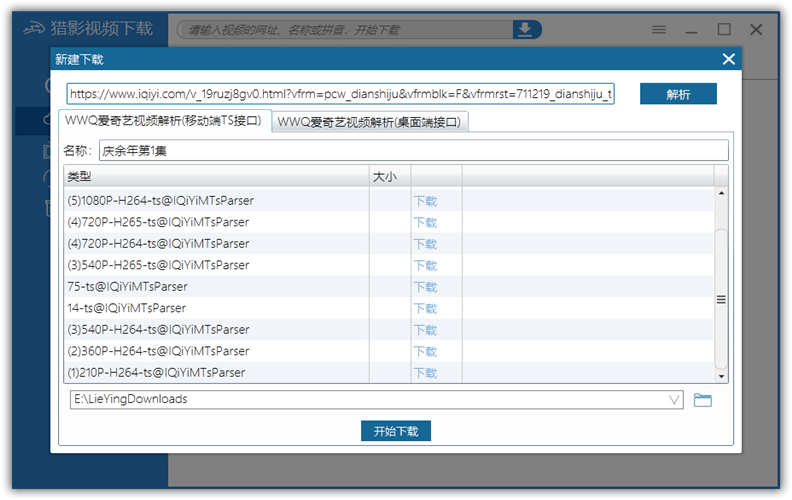 猎影视频下载
请输入视频的网址、名称或拼音，开始下载
新建下载
https://www.iqiyi.com/v_19ruzj8gv0.html?vfrm=pcw_dianshiju&vfrmblk=F&vfrmrst=711219_dianshiju_t
解析
WWQ爱奇艺视频解析(移动端TS接口)
WWQ爱奇艺视频解析(桌面端接口)
名称：
庆余年第1集
类型 大小
(5)1080P-H264-ts@IQiYiMTsParser 下载
(4)720P-H265-ts@IQiYiMTsParser 下载
(4)720P-H264-ts@IQiYiMTsParser 下载
(3)540P-H265-ts@IQiYiMTsParser 下载
75-ts@IQiYiMTsParser 下载
14-ts@IQiYiMTsParser 下载
(3)540P-H264-ts@IQiYiMTsParser 下载
(2)360P-H264-ts@IQiYiMTsParser 下载
(1)210P-H264-ts@IQiYiMTsParser 下载
E:\LieYingDownloads
开始下载